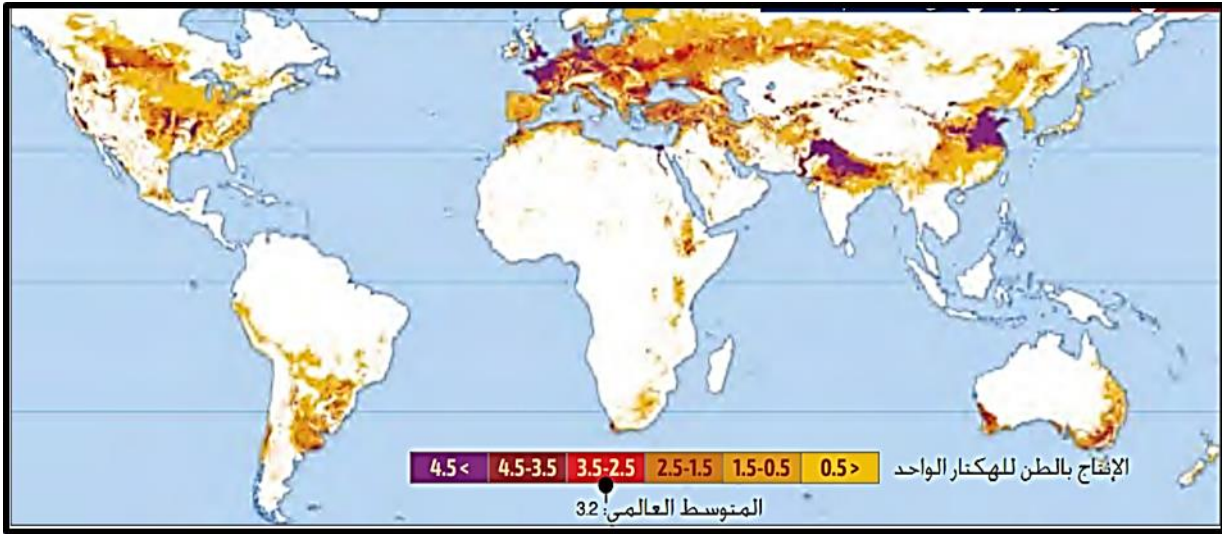 الإنتاج بالطن للهكتار الواحد
0.5> 1.5-0.5 2.5-1.5 3.5-2.5 4.5-3.5 4.5<
المتوسط العالمي: 3.2